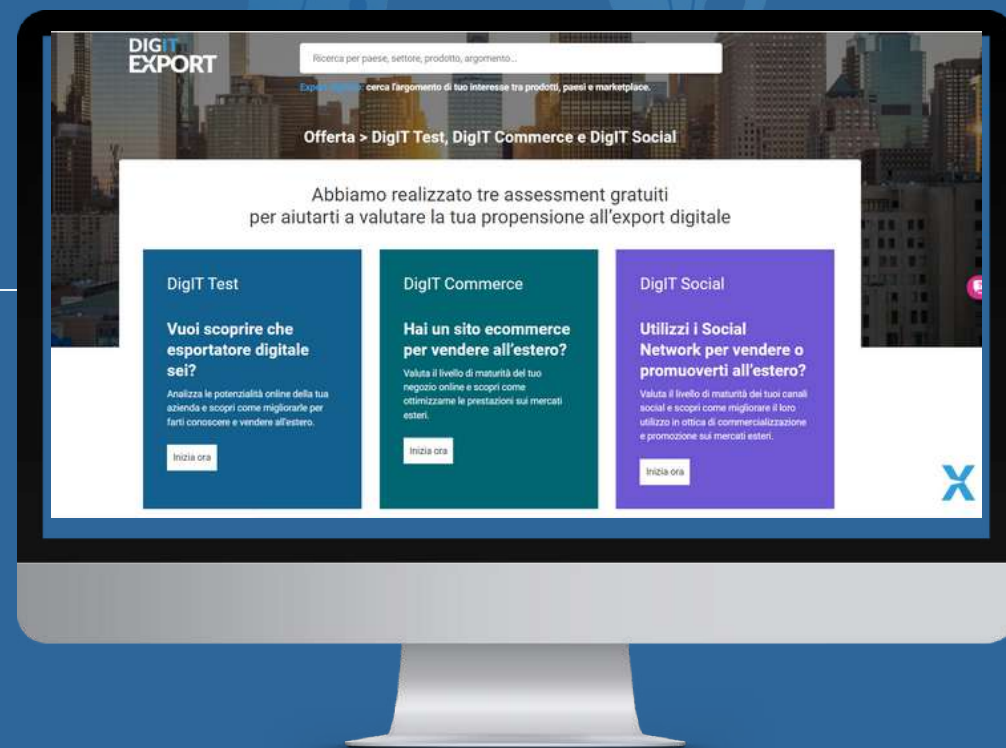 DIGIT
EXPORT
Ricerca per paese, settore, prodotto, argomento...
cerca l'argomento di tuo interesse tra prodotti, paesi e marketplace.
Offerta > DigIT Test, DigIT Commerce e DigIT Social
Abbiamo realizzato tre assessment gratuiti
per aiutarti a valutare la tua propensione all'export digitale
DigIT Test
Vuoi scoprire che
esportatore digitale
sei?
Analizza le potenzialità online della tua
azienda e scopri come migliorarle per
farti conoscere e vendere all'estero.
Inizia ora
DigIT Commerce
Hai un sito ecommerce
per vendere all'estero?
Valuta il livello di maturità del tuo
negozio online e scopri come
ottimizzarne le prestazioni sui mercati
esteri.
Inizia ora
DigIT Social
Utilizzi i Social
Network per vendere o
promuoverti all'estero?
Valuta il livello di maturità dei tuoi canali
social e scopri come migliorare il loro
utilizzo in ottica di commercializzazione
e promozione sui mercati esteri.
Inizia ora